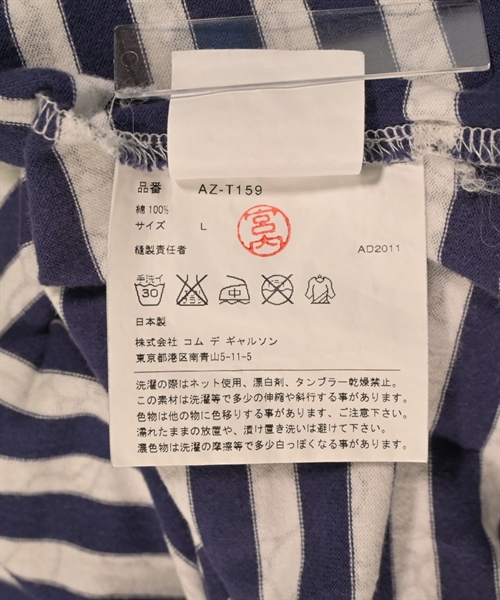 品番 AZ-T159
綿 100%
サイズ L
宮内
縫製責任者 AD2011
手洗イ 30 エンソサラシ 中
日本製
株式会社 コム デ ギャルソン
東京都港区南青山5-11-5
洗濯の際はネット使用、漂白剤、タンブラー乾燥禁止。
この素材は洗濯等で多少の伸縮や斜行する事があります。
色物は他の物に色移りする事があります、ご注意下さい。
濡れたままの放置や、漬け置き洗いは避けて下さい。
濃色物は洗濯の摩擦等で多少白っぽくなる事があります。